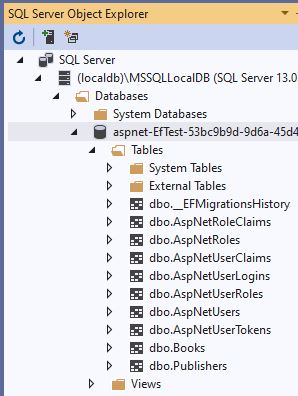 SQL Server Object Explorer
SQL Server
(localdb)\MSSQLLocalDB (SQL Server 13.0
Databases
System Databases
aspnet-EfTest-53bc9b9d-9d6a-45d4
Tables
System Tables
External Tables
dbo.__EFMigrationsHistory
dbo.AspNetRoleClaims
dbo.AspNetRoles
dbo.AspNetUserClaims
dbo.AspNetUserLogins
dbo.AspNetUserRoles
dbo.AspNetUsers
dbo.AspNetUserTokens
dbo.Books
dbo.Publishers
Views